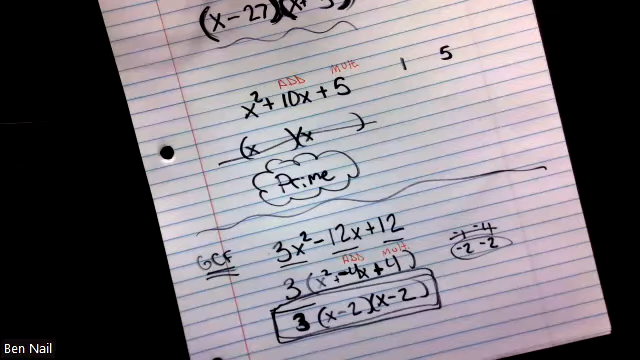 (x-27)(x+3)
ADD Mult
x²+10x+5 1 5
(x )(x )
Prime
GCF 3x²-12x+12
ADD Mult
3(x²+-4x+4) -1 -4
3(x-2)(x-2) -2 -2
Ben Nail